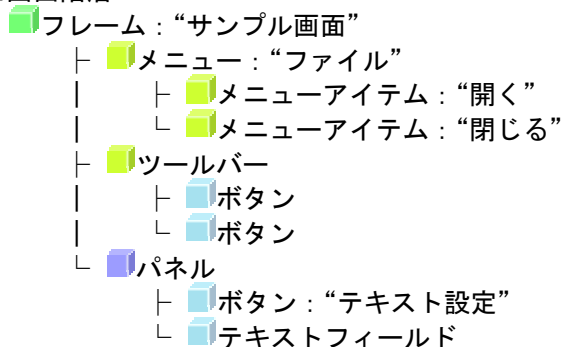 フレーム：“サンプル画面”
├ メニュー：“ファイル”
│ ├ メニューアイテム：“開く”
│ └ メニューアイテム：“閉じる”
├ ツールバー
│ ├ ボタン
│ └ ボタン
└ パネル
├ ボタン：“テキスト設定”
└ テキストフィールド